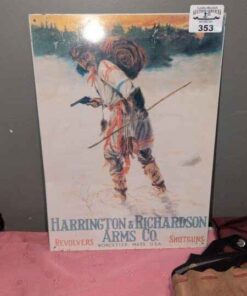 353
HARRINGTON & RICHARDSON
ARMS CO.
REVOLVERS
SHOTGUNS
WORCESTER, MASS. U.S.A.